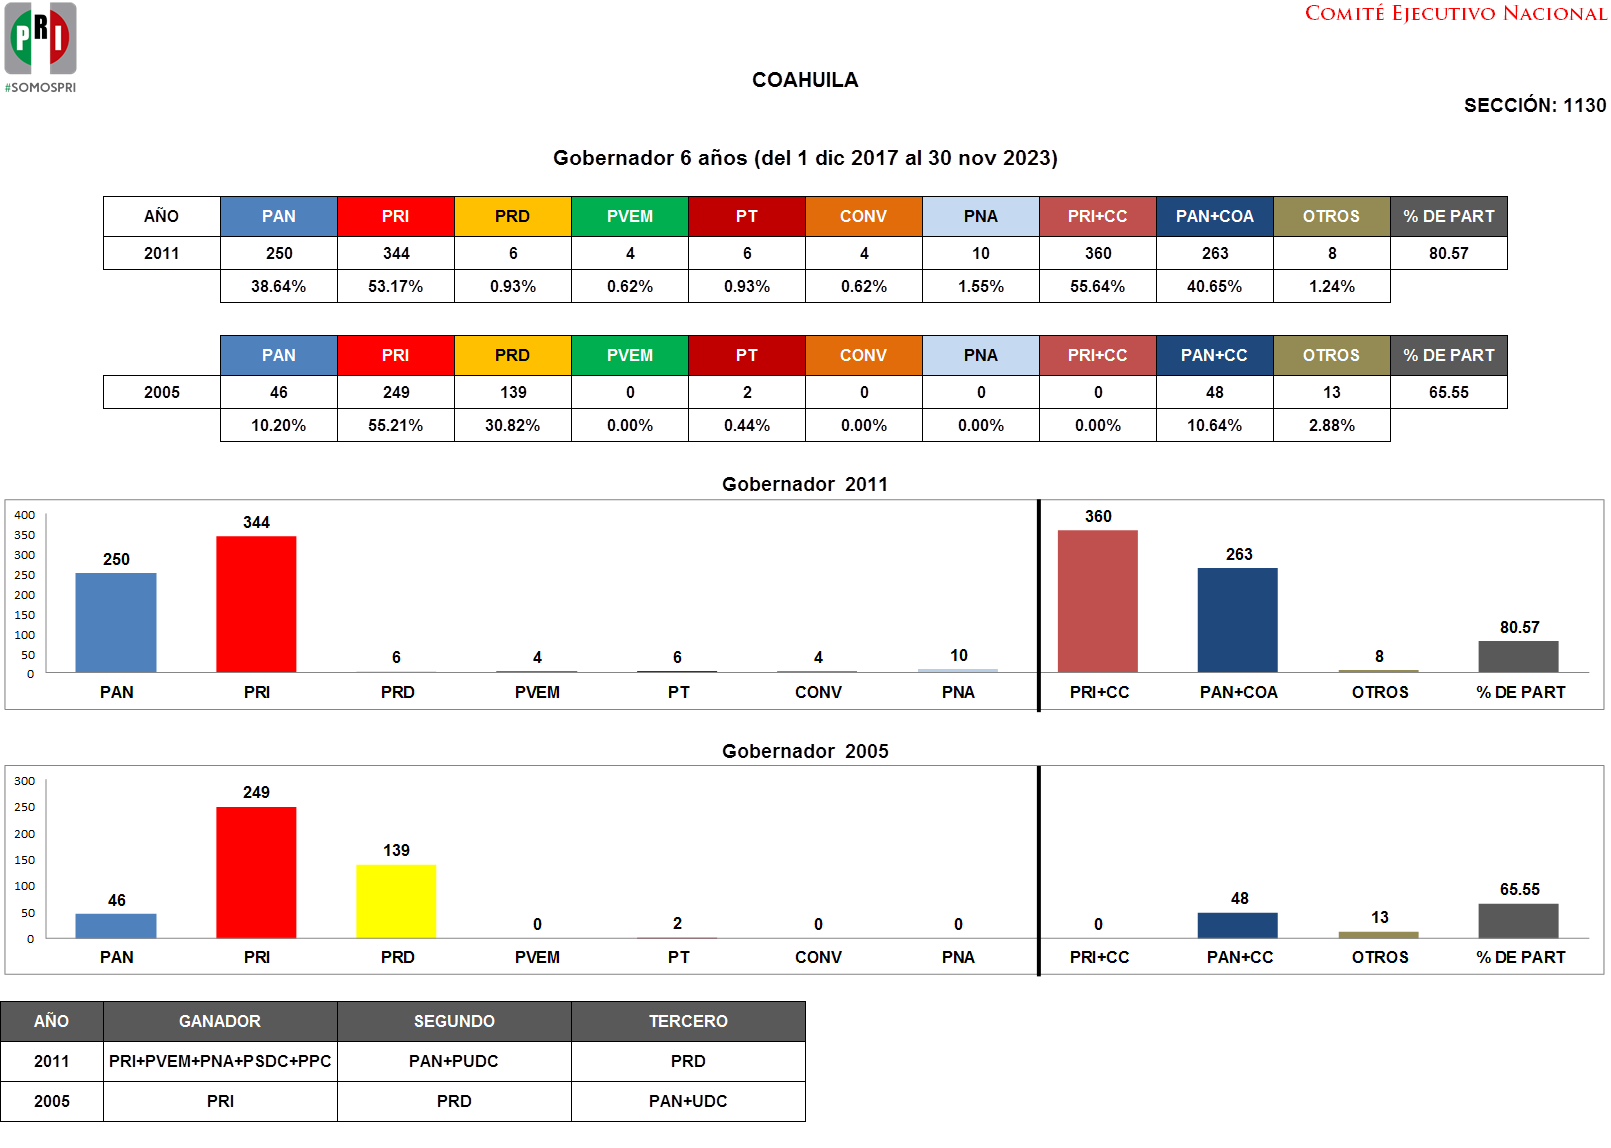 PRI
#SOMOSPRI
COMITÉ EJECUTIVO NACIONAL
COAHUILA
SECCIÓN: 1130
Gobernador 6 años (del 1 dic 2017 al 30 nov 2023)
AÑO PAN PRI PRD PVEM PT CONV PNA PRI+CC PAN+COA OTROS % DE PART
2011 250 344 6 4 6 4 10 360 263 8 80.57
38.64% 53.17% 0.93% 0.62% 0.93% 0.62% 1.55% 55.64% 40.65% 1.24%
PAN PRI PRD PVEM PT CONV PNA PRI+CC PAN+CC OTROS % DE PART
2005 46 249 139 0 2 0 0 0 48 13 65.55
10.20% 55.21% 30.82% 0.00% 0.44% 0.00% 0.00% 0.00% 10.64% 2.88%
Gobernador 2011
400
350
300
250
200
150
100
50
0
250 344 6 4 6 4 10 360 263 8 80.57
PAN PRI PRD PVEM PT CONV PNA PRI+CC PAN+COA OTROS % DE PART
Gobernador 2005
300
250
200
150
100
50
0
46 249 139 0 2 0 0 0 48 13 65.55
PAN PRI PRD PVEM PT CONV PNA PRI+CC PAN+CC OTROS % DE PART
AÑO GANADOR SEGUNDO TERCERO
2011 PRI+PVEM+PNA+PSDC+PPC PAN+PUDC PRD
2005 PRI PRD PAN+UDC